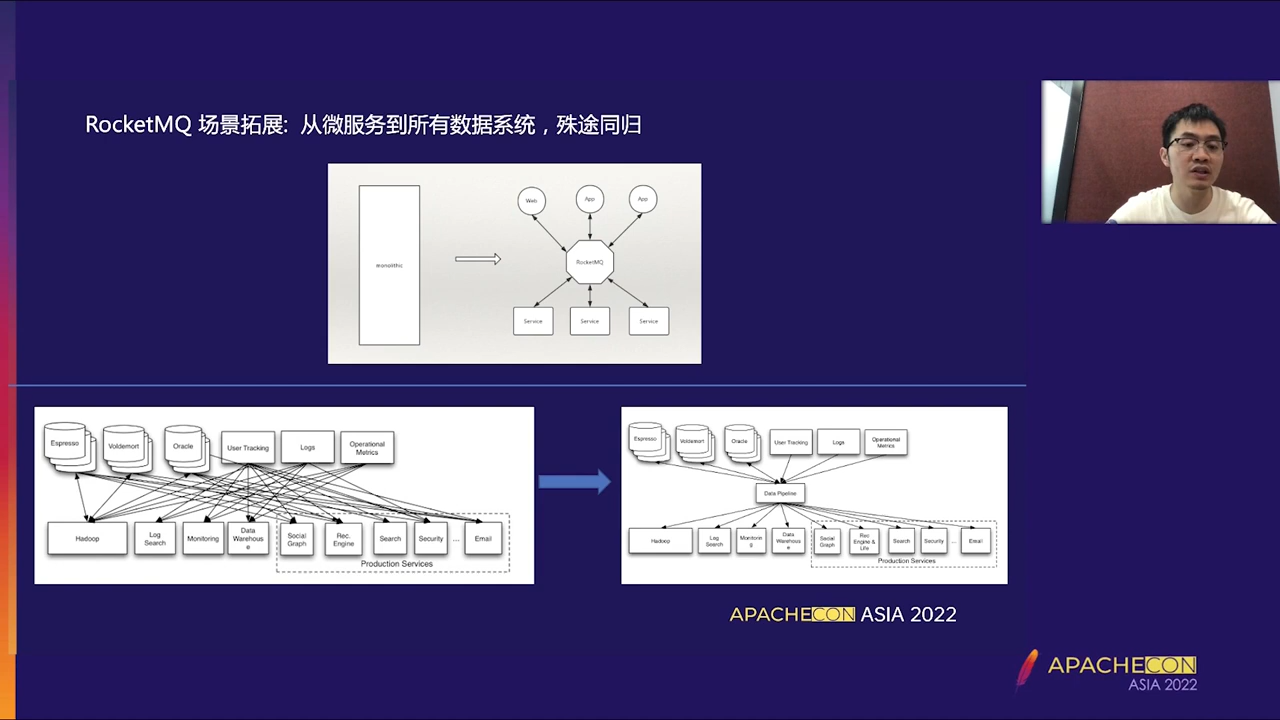 RocketMQ 场景拓展: 从微服务到所有数据系统，殊途同归
monolithic
Web
App
App
RocketMQ
Service
Service
Service
Espresso
Voldemort
Oracle
User Tracking
Logs
Operational
Metrics
Hadoop
Log
Search
Monitoring
Data
Warehous
e
Social
Graph
Rec.
Engine
Search
Security
...
Email
Production Services
Espresso
Voldemort
Oracle
User Tracking
Logs
Operational
Metrics
Data Pipeline
Hadoop
Log
Search
Monitorin
g
Data
Warehous
e
Social
Graph
Rec
Engine &
Life
Search
Security
...
Email
Production Services
APACHECON ASIA 2022
APACHECON
ASIA 2022